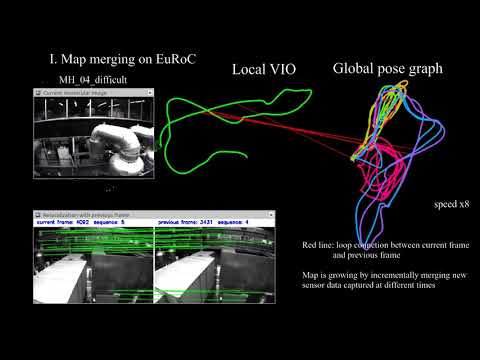 I. Map merging on EuRoC
MH_04_difficult
Current monocular image
Local VIO
Global pose graph
speed x8
Relocalization with previous frame
current frame: 4092 sequence: 5
previous frame: 3431 sequence: 4
Red line: loop connection between current frame
and previous frame
Map is growing by incrementally merging new
sensor data captured at different times